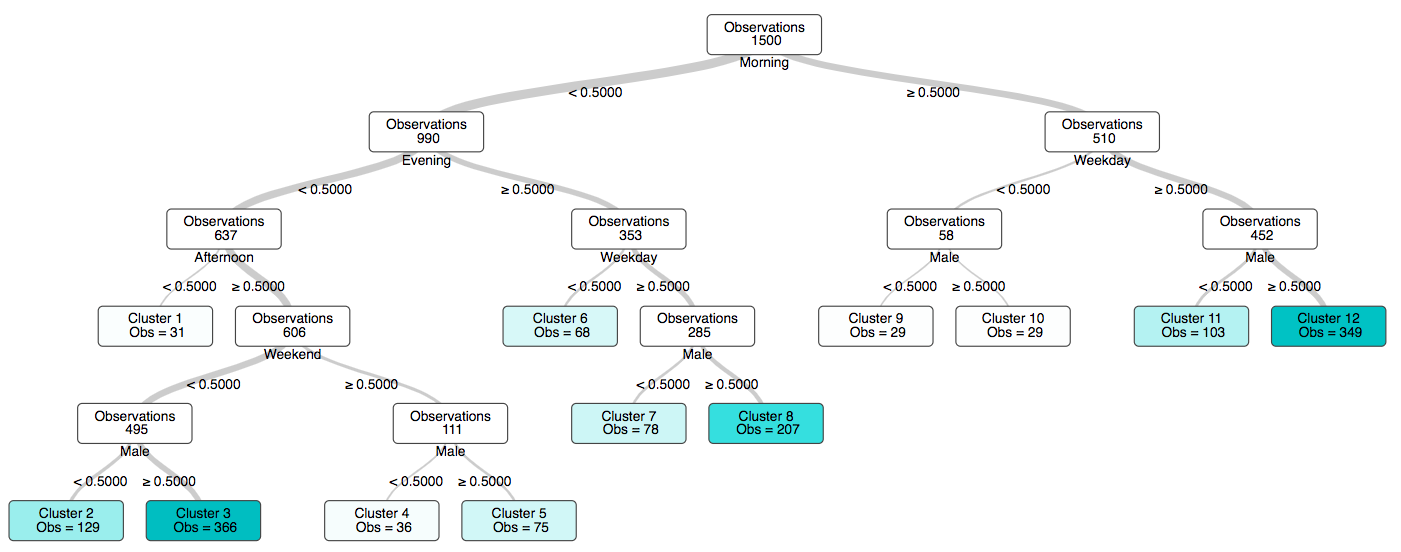 Observations
1500
Morning
< 0.5000
≥ 0.5000
Observations
990
Evening
Observations
510
Weekday
< 0.5000
≥ 0.5000
< 0.5000
≥ 0.5000
Observations
637
Afternoon
Observations
353
Weekday
Observations
58
Male
Observations
452
Male
< 0.5000
≥ 0.5000
< 0.5000
≥ 0.5000
< 0.5000
≥ 0.5000
< 0.5000
≥ 0.5000
Cluster 1
Obs = 31
Observations
606
Weekend
Cluster 6
Obs = 68
Observations
285
Male
Cluster 9
Obs = 29
Cluster 10
Obs = 29
Cluster 11
Obs = 103
Cluster 12
Obs = 349
< 0.5000
≥ 0.5000
< 0.5000
≥ 0.5000
Observations
495
Male
Observations
111
Male
Cluster 7
Obs = 78
Cluster 8
Obs = 207
< 0.5000
≥ 0.5000
< 0.5000
≥ 0.5000
Cluster 2
Obs = 129
Cluster 3
Obs = 366
Cluster 4
Obs = 36
Cluster 5
Obs = 75